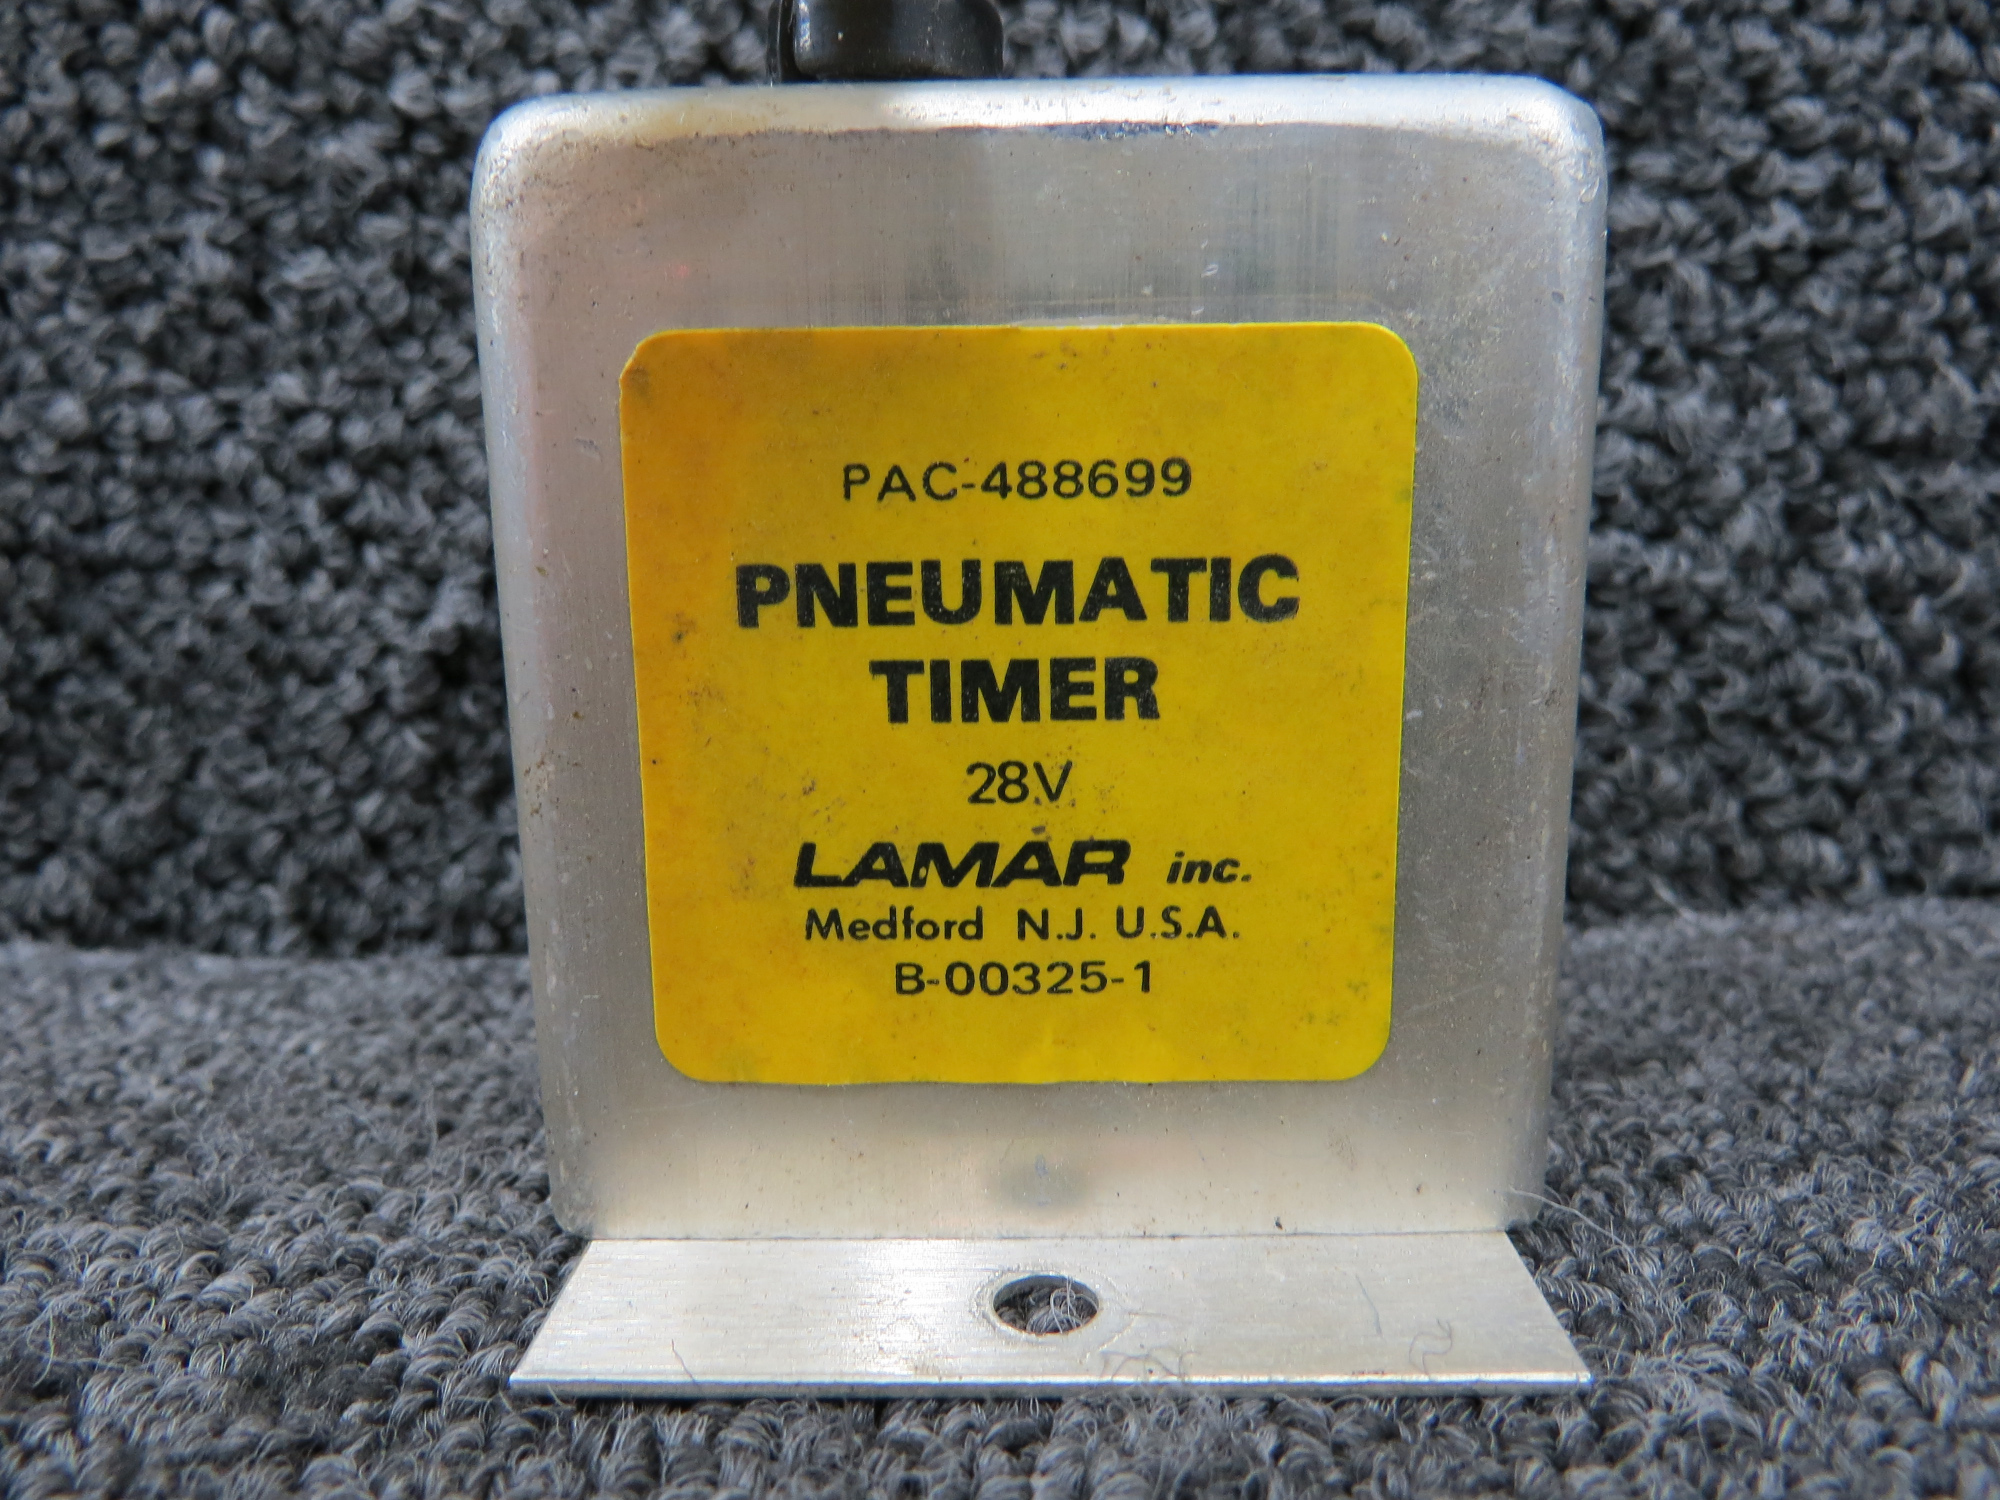 PAC-488699
PNEUMATIC
TIMER
28V
LAMAR inc.
Medford N.J. U.S.A.
B-00325-1